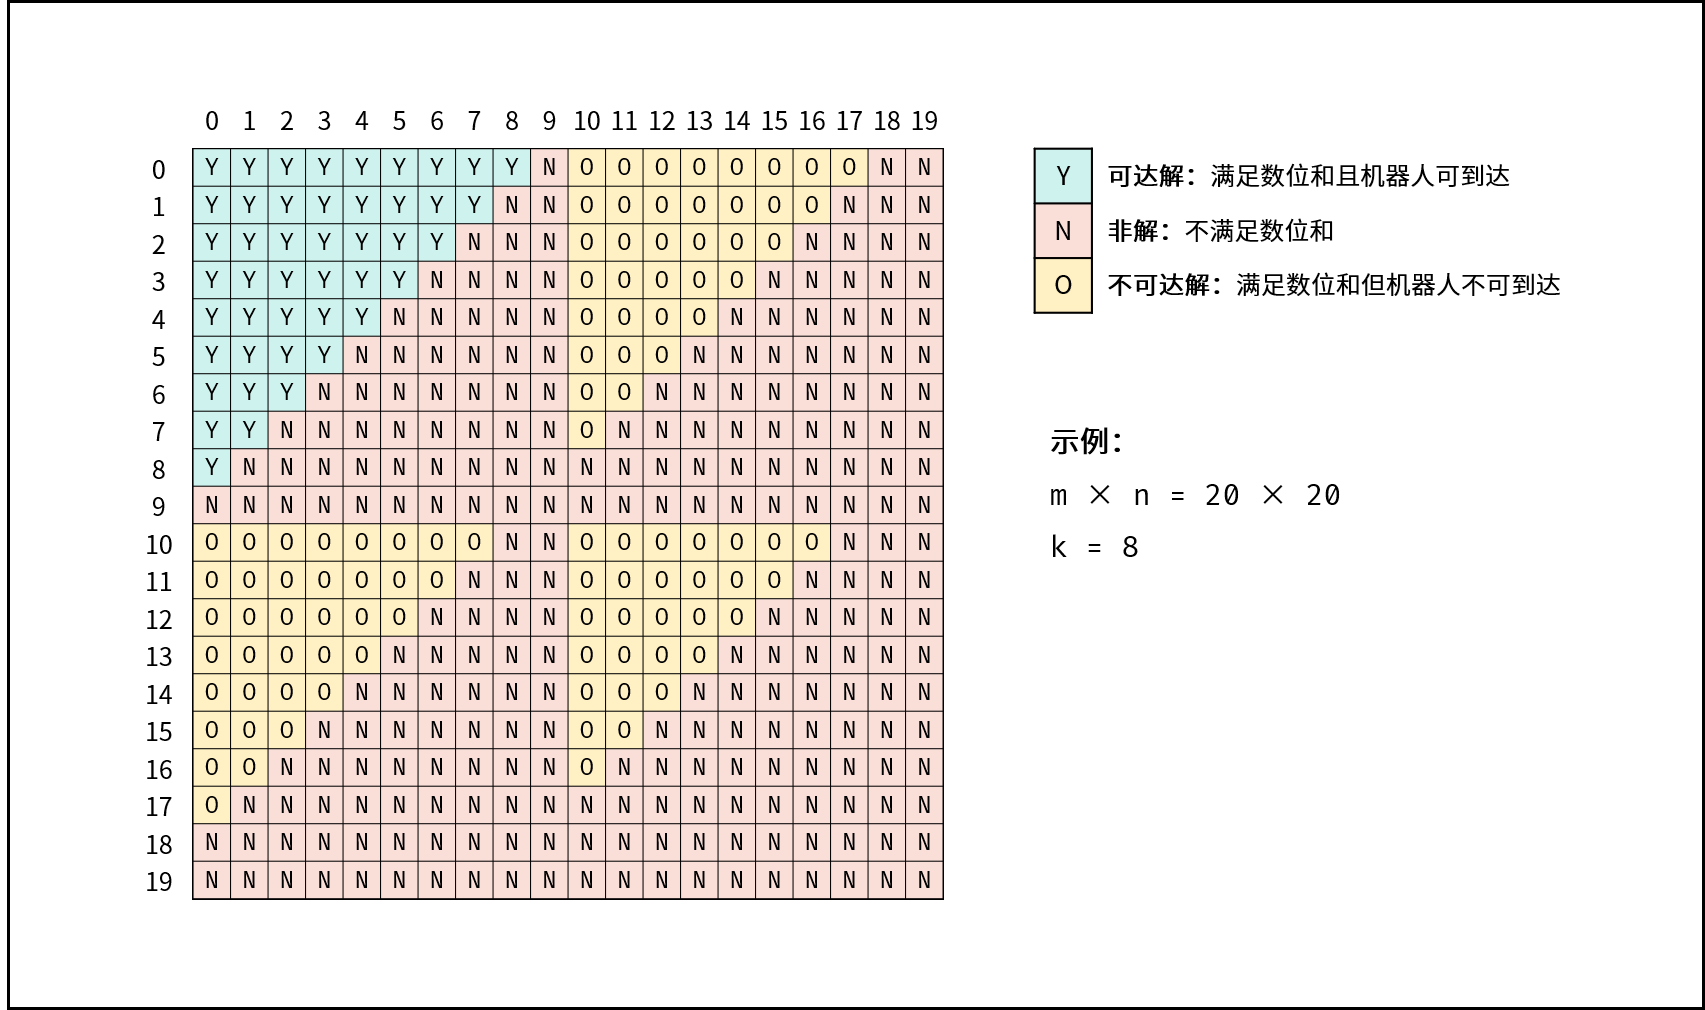 0 1 2 3 4 5 6 7 8 9 10 11 12 13 14 15 16 17 18 19
0 Y Y Y Y Y Y Y Y Y N O O O O O O O O N N
1 Y Y Y Y Y Y Y Y N N O O O O O O O N N N
2 Y Y Y Y Y Y Y N N N O O O O O O N N N N
3 Y Y Y Y Y Y N N N N O O O O O N N N N N
4 Y Y Y Y Y N N N N N O O O O N N N N N N
5 Y Y Y Y N N N N N N O O O N N N N N N N
6 Y Y Y N N N N N N N O O N N N N N N N N
7 Y Y N N N N N N N N O N N N N N N N N N
8 Y N N N N N N N N N N N N N N N N N N N
9 N N N N N N N N N N N N N N N N N N N N
10 O O O O O O O O N N O O O O O O O N N N
11 O O O O O O O N N N O O O O O O N N N N
12 O O O O O O N N N N O O O O O N N N N N
13 O O O O O N N N N N O O O O N N N N N N
14 O O O O N N N N N N O O O N N N N N N N
15 O O O N N N N N N N O O N N N N N N N N
16 O O N N N N N N N N O N N N N N N N N N
17 O N N N N N N N N N N N N N N N N N N N
18 N N N N N N N N N N N N N N N N N N N N
19 N N N N N N N N N N N N N N N N N N N N
Y 可达解：满足数位和且机器人可到达
N 非解：不满足数位和
O 不可达解：满足数位和但机器人不可到达
示例：
m × n = 20 × 20
k = 8